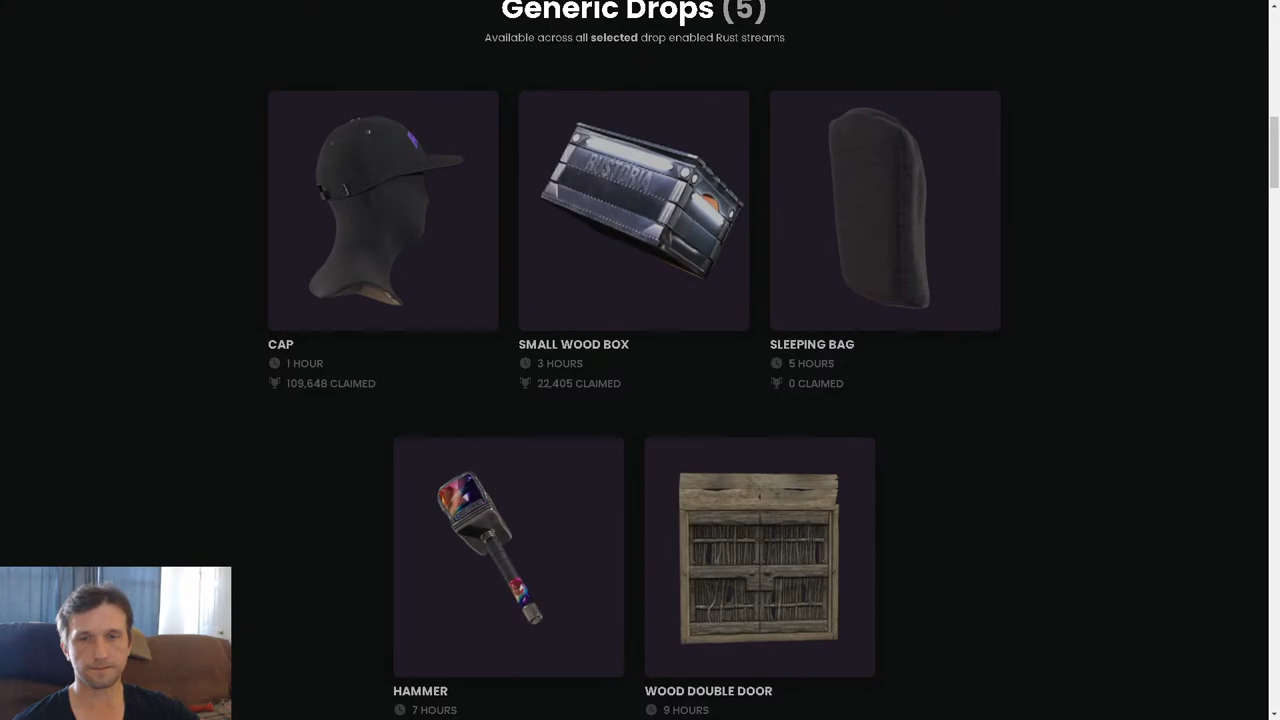 Generic Drops (5)
Available across all selected drop enabled Rust streams
RUSTORIA
CAP
1 HOUR
109,648 CLAIMED
SMALL WOOD BOX
3 HOURS
22,405 CLAIMED
SLEEPING BAG
5 HOURS
0 CLAIMED
HAMMER
7 HOURS
WOOD DOUBLE DOOR
9 HOURS